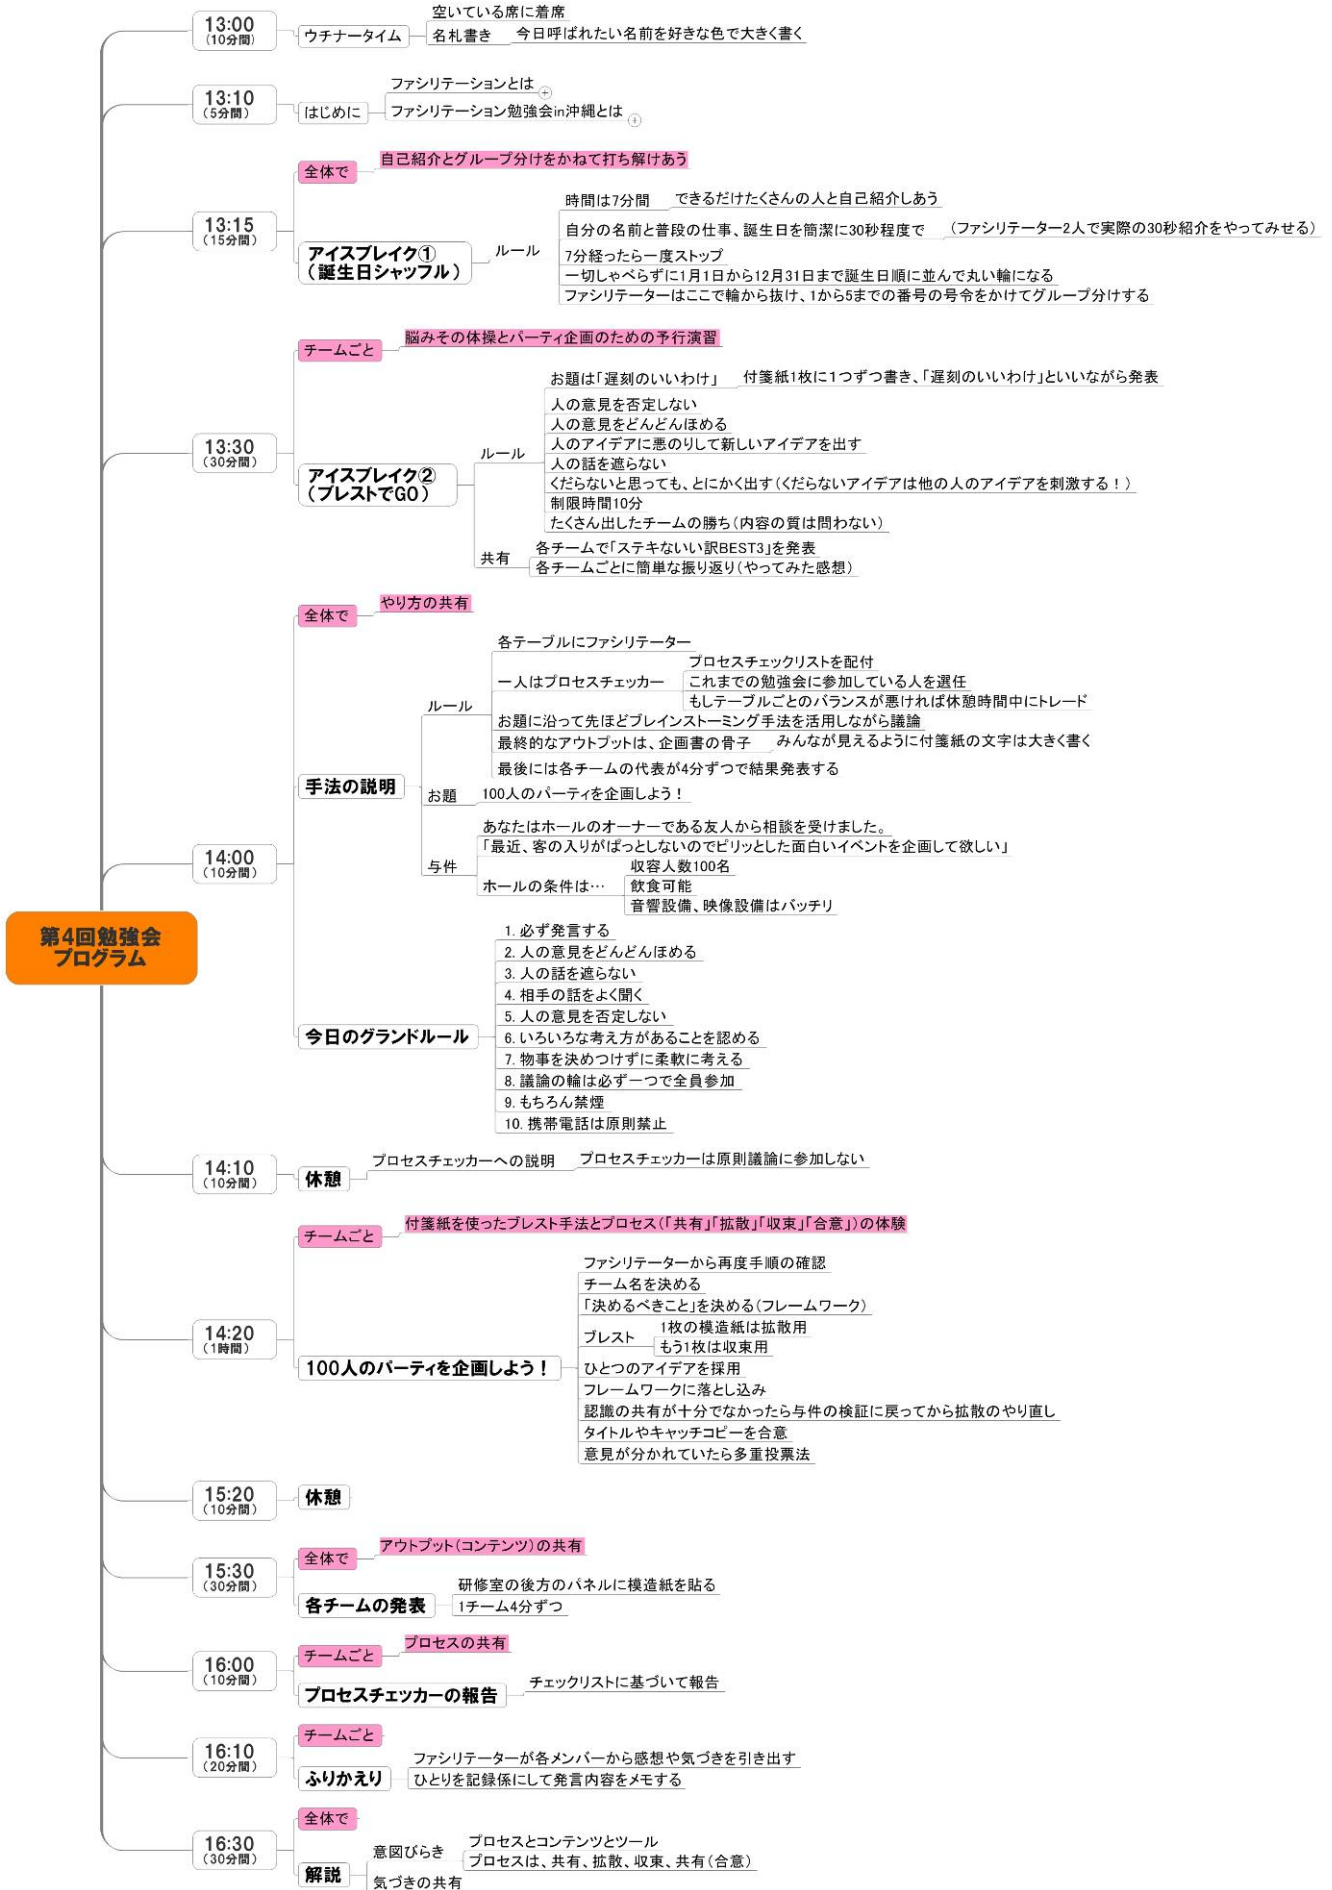 第4回勉強会
プログラム
13:00
(10分間)
ウチナータイム
空いている席に着席
名札書き
今日呼ばれたい名前を好きな色で大きく書く
13:10
(5分間)
はじめに
ファシリテーションとは
ファシリテーション勉強会in沖縄とは
13:15
(15分間)
全体で
自己紹介とグループ分けをかねて打ち解けあう
アイスブレイク①
(誕生日シャッフル)
ルール
時間は7分間
できるだけたくさんの人と自己紹介しあう
自分の名前と普段の仕事、誕生日を簡潔に30秒程度で
(ファシリテーター2人で実際の30秒紹介をやってみせる)
7分経ったら一度ストップ
一切しゃべらずに1月1日から12月31日まで誕生日順に並んで丸い輪になる
ファシリテーターはここで輪から抜け、1から5までの番号の号令をかけてグループ分けする
13:30
(30分間)
チームごと
脳みその体操とパーティ企画のための予行演習
アイスブレイク②
(ブレストでGO)
ルール
お題は「遅刻のいいわけ」
付箋紙1枚に1つずつ書き、「遅刻のいいわけ」といいながら発表
人の意見を否定しない
人の意見をどんどんほめる
人のアイデアに悪のりして新しいアイデアを出す
人の話を遮らない
くだらないと思っても、とにかく出す(くだらないアイデアは他の人のアイデアを刺激する!)
制限時間10分
たくさん出したチームの勝ち(内容の質は問わない)
共有
各チームで「ステキないい訳BEST3」を発表
各チームごとに簡単な振り返り(やってみた感想)
14:00
(10分間)
全体で
やり方の共有
手法の説明
ルール
各テーブルにファシリテーター
一人はプロセスチェッカー
プロセスチェックリストを配付
これまでの勉強会に参加している人を選任
もしテーブルごとのバランスが悪ければ休憩時間中にトレード
お題に沿って先ほどブレインストーミング手法を活用しながら議論
最終的なアウトプットは、企画書の骨子
みんなが見えるように付箋紙の文字は大きく書く
最後には各チームの代表が4分ずつで結果発表する
お題
100人のパーティを企画しよう!
与件
あなたはホールのオーナーである友人から相談を受けました。
「最近、客の入りがぱっとしないのでピリッとした面白いイベントを企画して欲しい」
ホールの条件は…
収容人数100名
飲食可能
音響設備、映像設備はバッチリ
今日のグランドルール
1. 必ず発言する
2. 人の意見をどんどんほめる
3. 人の話を遮らない
4. 相手の話をよく聞く
5. 人の意見を否定しない
6. いろいろな考え方があることを認める
7. 物事を決めつけずに柔軟に考える
8. 議論の輪は必ず一つで全員参加
9. もちろん禁煙
10. 携帯電話は原則禁止
14:10
(10分間)
休憩
プロセスチェッカーへの説明
プロセスチェッカーは原則議論に参加しない
14:20
(1時間)
チームごと
付箋紙を使ったブレスト手法とプロセス(「共有」「拡散」「収束」「合意」)の体験
100人のパーティを企画しよう!
ファシリテーターから再度手順の確認
チーム名を決める
「決めるべきこと」を決める(フレームワーク)
ブレスト
1枚の模造紙は拡散用
もう1枚は収束用
ひとつのアイデアを採用
フレームワークに落とし込み
認識の共有が十分でなかったら与件の検証に戻ってから拡散のやり直し
タイトルやキャッチコピーを合意
意見が分かれていたら多重投票法
15:20
(10分間)
休憩
15:30
(30分間)
全体で
アウトプット(コンテンツ)の共有
各チームの発表
研修室の後方のパネルに模造紙を貼る
1チーム4分ずつ
16:00
(10分間)
チームごと
プロセスの共有
プロセスチェッカーの報告
チェックリストに基づいて報告
16:10
(20分間)
チームごと
ふりかえり
ファシリテーターが各メンバーから感想や気づきを引き出す
ひとりを記録係にして発言内容をメモする
16:30
(30分間)
全体で
解説
意図びらき
プロセスとコンテンツとツール
プロセスは、共有、拡散、収束、共有(合意)
気づきの共有